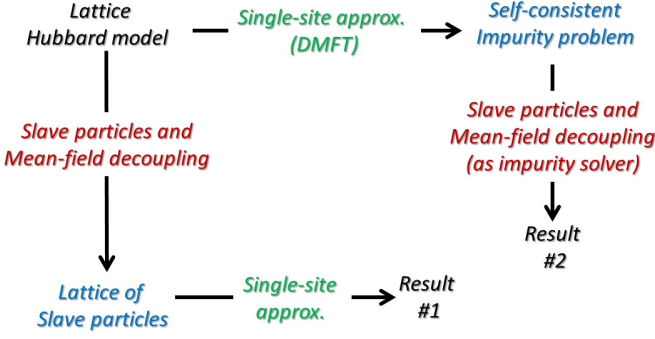 Lattice
Hubbard model
Single-site approx.
(DMFT)
Self-consistent
Impurity problem
Slave particles and
Mean-field decoupling
Slave particles and
Mean-field decoupling
(as impurity solver)
Result
#2
Lattice of
Slave particles
Single-site
approx.
Result
#1